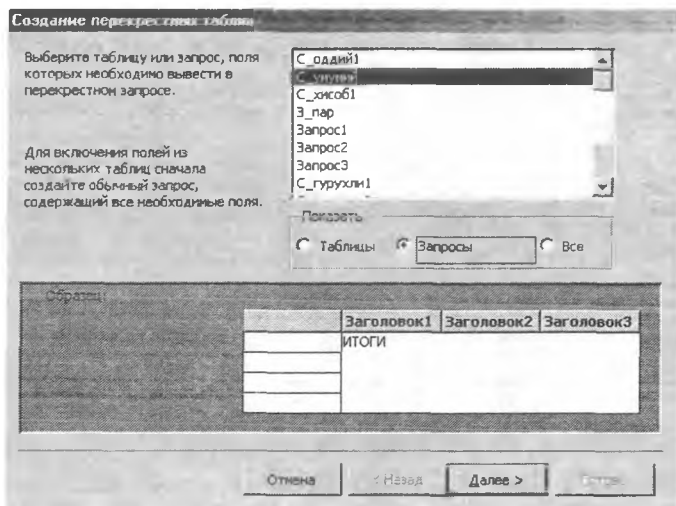 Создание перекрестных таблиц
Выберите таблицу или запрос, поля
которых необходимо вывести в
перекрестном запросе.
Для включения полей из
нескольких таблиц сначала
создайте обычный запрос,
содержащий все необходимые поля.
С_оддий1
С_хисоб1
З_пар
Запрос1
Запрос2
Запрос3
С_гурухли1
Показать
Таблицы
Запросы
Все
Образец:
Заголовок1 Заголовок2 Заголовок3
ИТОГИ
Отмена
< Назад
Далее >